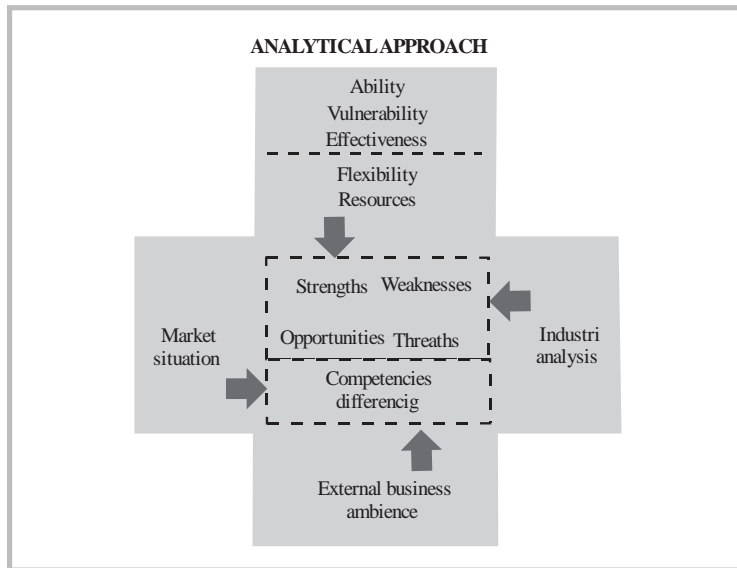 ANALYTICAL APPROACH
Ability
Vulnerability
Effectiveness
Flexibility
Resources
Strengths Weaknesses
Opportunities Threaths
Market
situation
Industri
analysis
Competencies
differencig
External business
ambience